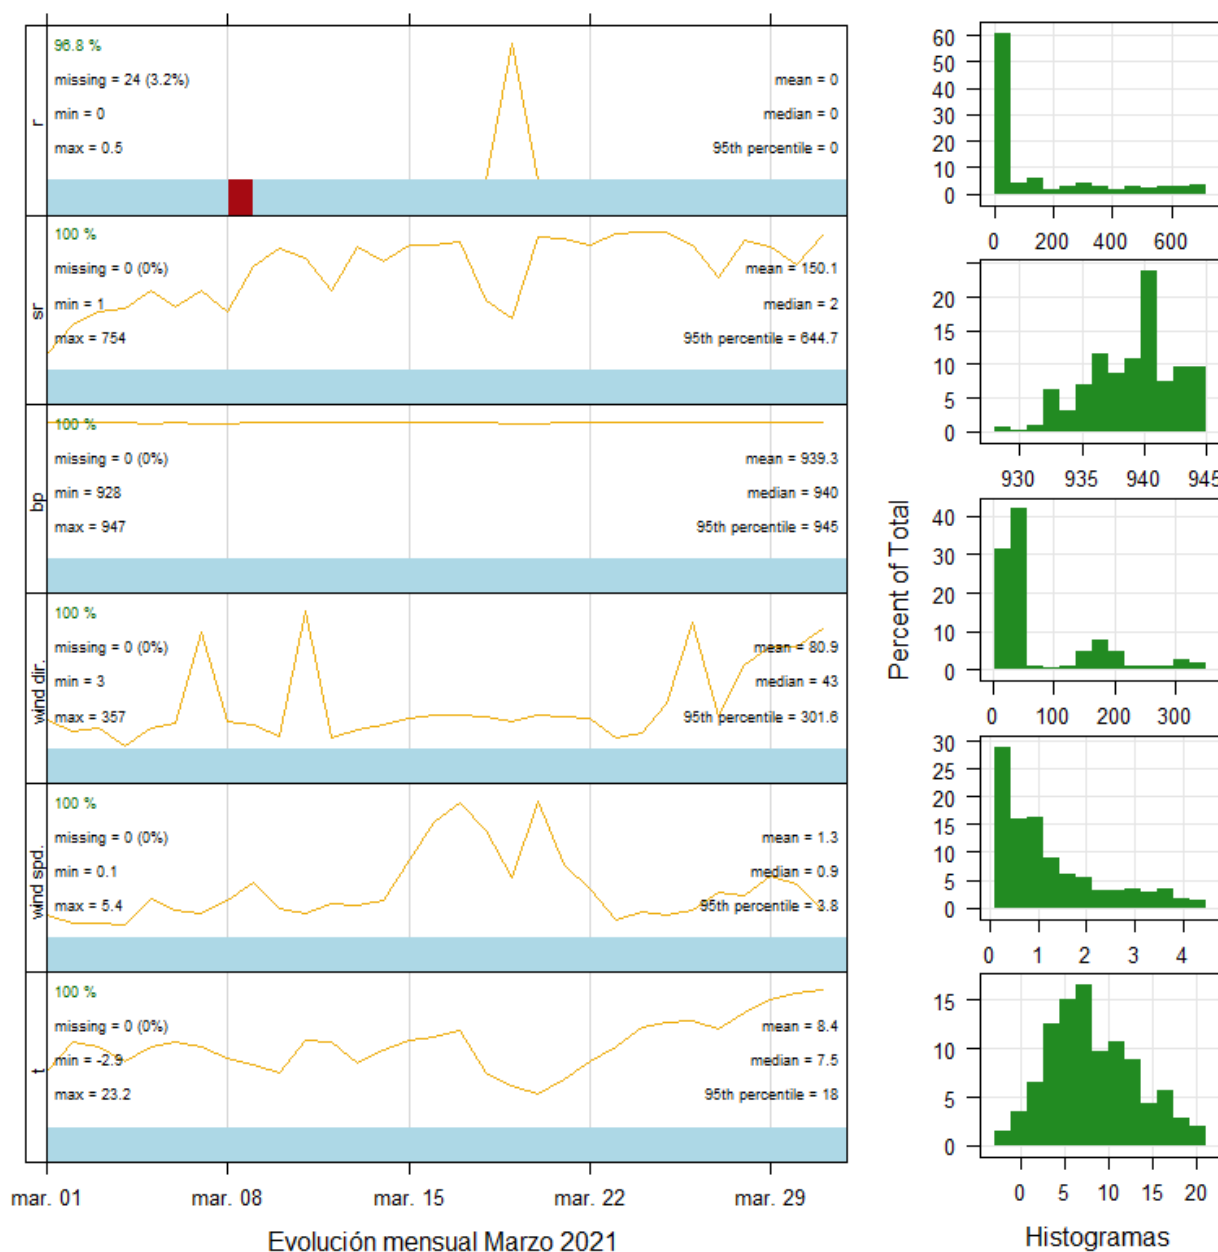 96.8 %
missing = 24 (3.2%)
min = 0
max = 0.5
mean = 0
median = 0
95th percentile = 0
r
100 %
missing = 0 (0%)
min = 1
max = 754
mean = 150.1
median = 2
95th percentile = 644.7
sr
100 %
missing = 0 (0%)
min = 928
max = 947
mean = 939.3
median = 940
95th percentile = 945
bp
100 %
missing = 0 (0%)
min = 3
max = 357
mean = 80.9
median = 43
95th percentile = 301.6
wind dir.
100 %
missing = 0 (0%)
min = 0.1
max = 5.4
mean = 1.3
median = 0.9
95th percentile = 3.8
wind spd.
100 %
missing = 0 (0%)
min = -2.9
max = 23.2
mean = 8.4
median = 7.5
95th percentile = 18
t
mar. 01 mar. 08 mar. 15 mar. 22 mar. 29
Evolución mensual Marzo 2021
Percent of Total
60
50
40
30
20
10
0
0 200 400 600
20
15
10
5
0
930 935 940 945
40
30
20
10
0
0 100 200 300
30
25
20
15
10
5
0
0 1 2 3 4
15
10
5
0
0 5 10 15 20
Histogramas